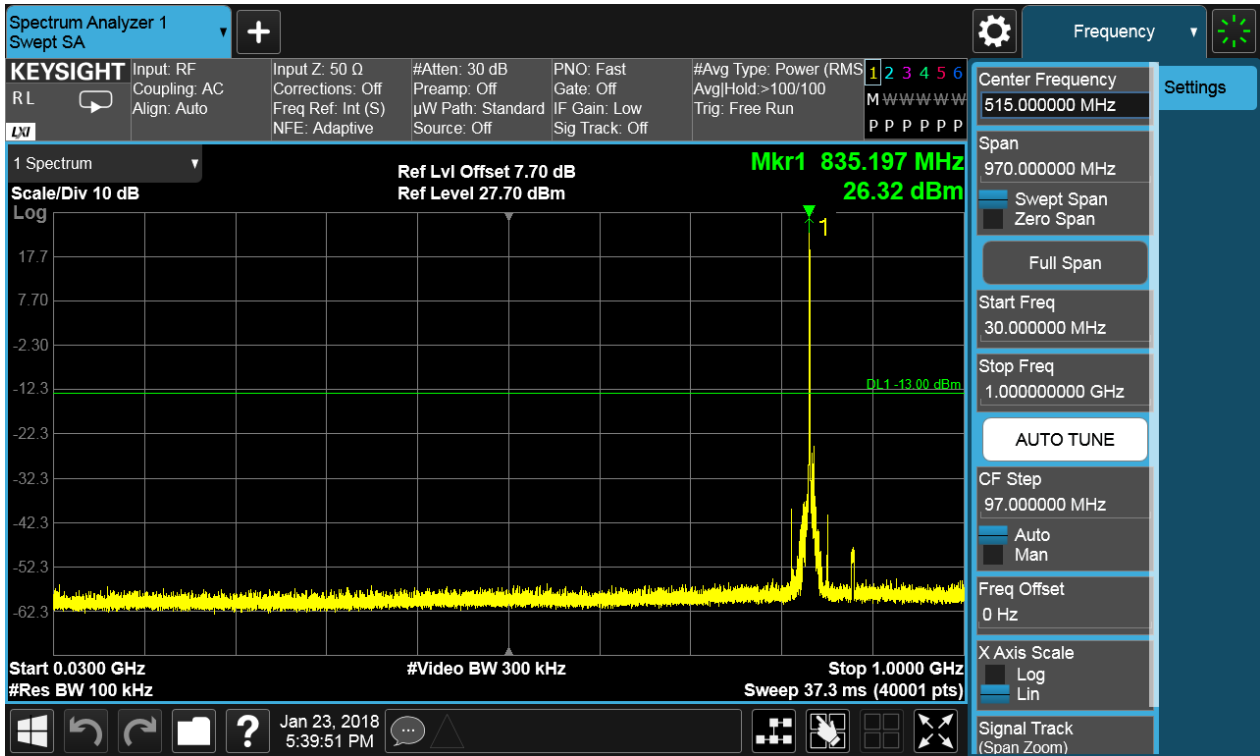 Spectrum Analyzer 1
Swept SA
Frequency
KEYSIGHT
RL
LXI
Input: RF
Coupling: AC
Align: Auto
Input Z: 50 Ω
Corrections: Off
Freq Ref: Int (S)
NFE: Adaptive
#Atten: 30 dB
Preamp: Off
µW Path: Standard
Source: Off
PNO: Fast
Gate: Off
IF Gain: Low
Sig Track: Off
#Avg Type: Power (RMS
Avg|Hold:>100/100
Trig: Free Run
1 2 3 4 5 6
M W W W W W
P P P P P P
1 Spectrum
Scale/Div 10 dB
Log
Ref Lvl Offset 7.70 dB
Ref Level 27.70 dBm
Mkr1 835.197 MHz
26.32 dBm
1
17.7
7.70
-2.30
-12.3
-22.3
-32.3
-42.3
-52.3
-62.3
DL1 -13.00 dBm
Start 0.0300 GHz
#Res BW 100 kHz
#Video BW 300 kHz
Stop 1.0000 GHz
Sweep 37.3 ms (40001 pts)
Center Frequency
515.000000 MHz
Settings
Span
970.000000 MHz
Swept Span
Zero Span
Full Span
Start Freq
30.000000 MHz
Stop Freq
1.000000000 GHz
AUTO TUNE
CF Step
97.000000 MHz
Auto
Man
Freq Offset
0 Hz
X Axis Scale
Log
Lin
Signal Track
(Span Zoom)
?
Jan 23, 2018
5:39:51 PM